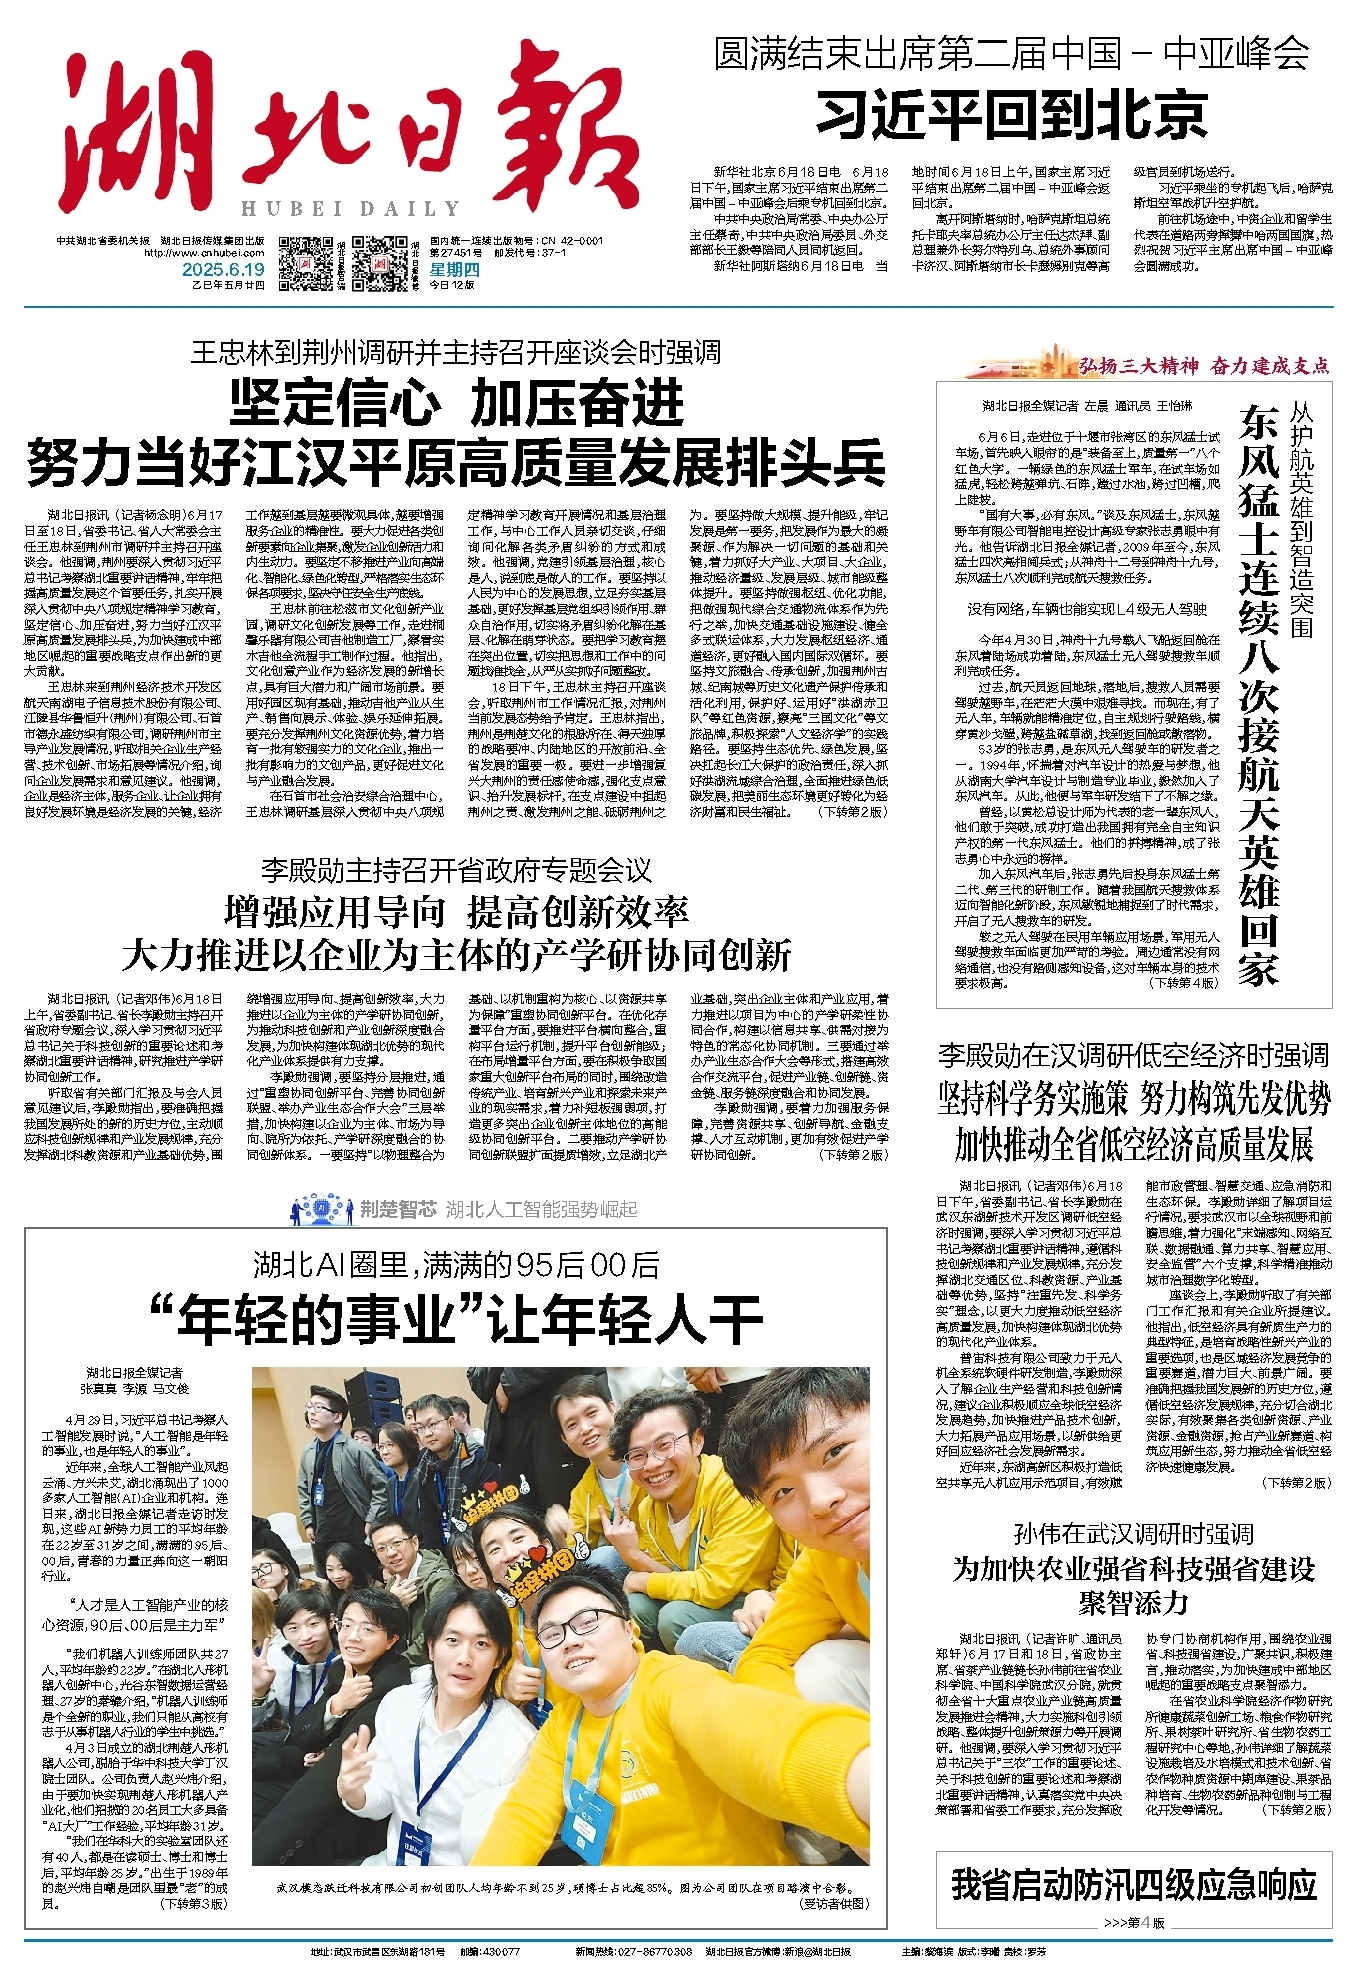 湖北日报
HUBEI DAILY
中共湖北省委机关报 湖北日报传媒集团出版
http://www.cnhubei.com
2025.6.19
乙巳年五月廿四
国内统一连续出版物号：CN 42-0001
第27451号 邮发代号：37-1
星期四
今日12版
圆满结束出席第二届中国－中亚峰会
习近平回到北京
新华社北京6月18日电 6月18
日下午，国家主席习近平结束出席第二
届中国－中亚峰会后乘专机回到北京。
中共中央政治局常委、中央办公厅
主任蔡奇，中共中央政治局委员、外交
部部长王毅等陪同人员同机返回。
新华社阿斯塔纳6月18日电 当
地时间6月18日上午，国家主席习近
平结束出席第二届中国－中亚峰会返
回北京。
离开阿斯塔纳时，哈萨克斯坦总统
托卡耶夫率总统办公厅主任达杰拜、副
总理兼外长努尔特列乌、总统外事顾问
卡济汉、阿斯塔纳市长卡瑟姆别克等高
级官员到机场送行。
习近平乘坐的专机起飞后，哈萨克
斯坦空军战机升空护航。
前往机场途中，中资企业和留学生
代表在道路两旁挥舞中哈两国国旗，热
烈祝贺习近平主席出席中国－中亚峰
会圆满成功。
王忠林到荆州调研并主持召开座谈会时强调
坚定信心 加压奋进
努力当好江汉平原高质量发展排头兵
湖北日报讯（记者杨念明）6月17
日至18日，省委书记、省人大常委会主
任王忠林到荆州市调研并主持召开座
谈会。他强调，荆州要深入贯彻习近平
总书记考察湖北重要讲话精神，牢牢把
握高质量发展这个首要任务，扎实开展
深入贯彻中央八项规定精神学习教育，
坚定信心、加压奋进，努力当好江汉平
原高质量发展排头兵，为加快建成中部
地区崛起的重要战略支点作出新的更
大贡献。
王忠林来到荆州经济技术开发区
航天南湖电子信息技术股份有限公司、
江陵县华鲁恒升（荆州）有限公司、石首
市德永盛纺织有限公司，调研荆州市主
导产业发展情况，听取相关企业生产经
营、技术创新、市场拓展等情况介绍，询
问企业发展需求和意见建议。他强调，
企业是经济主体，服务企业、让企业拥有
良好发展环境是经济发展的关键，经济
工作越到基层越要微观具体，越要增强
服务企业的精准性。要大力促进各类创
新要素向企业集聚，激发企业创新活力和
内生动力。要坚定不移推进产业向高端
化、智能化、绿色化转型，严格落实生态环
保各项要求，坚决守住安全生产底线。
王忠林前往松滋市文化创新产业
园，调研文化创新发展等工作，走进桐
馨乐器有限公司吉他制造工厂，察看实
木吉他全流程手工制作过程。他指出，
文化创意产业作为经济发展的新增长
点，具有巨大潜力和广阔市场前景。要
用好园区现有基础，推动吉他产业从生
产、销售向展示、体验、娱乐延伸拓展。
要充分发挥荆州文化资源优势，着力培
育一批有较强实力的文化企业，推出一
批有影响力的文创产品，更好促进文化
与产业融合发展。
在石首市社会治安综合治理中心，
王忠林调研基层深入贯彻中央八项规
定精神学习教育开展情况和基层治理
工作，与中心工作人员亲切交谈，仔细
询问化解各类矛盾纠纷的方式和成
效。他强调，党建引领基层治理，核心
是人，说到底是做人的工作。要坚持以
人民为中心的发展思想，立足夯实基层
基础，更好发挥基层党组织引领作用、群
众自治作用，切实将矛盾纠纷化解在基
层、化解在萌芽状态。要把学习教育摆
在突出位置，切实把思想和工作中的问
题找准找全，从严从实抓好问题整改。
18日下午，王忠林主持召开座谈
会，听取荆州市工作情况汇报，对荆州
当前发展态势给予肯定。王忠林指出，
荆州是荆楚文化的根脉所在、得天独厚
的战略要冲、内陆地区的开放前沿、全
省发展的重要一极。要进一步增强复
兴大荆州的责任感使命感，强化支点意
识、抬升发展标杆，在支点建设中担起
荆州之责、激发荆州之能、砥砺荆州之
为。要坚持做大规模、提升能级，牢记
发展是第一要务，把发展作为最大的凝
聚源、作为解决一切问题的基础和关
键，着力抓好大产业、大项目、大企业，
推动经济量级、发展层级、城市能级整
体提升。要坚持做强枢纽、优化功能，
把做强现代综合交通物流体系作为先
行之举，加快交通基础设施建设、健全
多式联运体系，大力发展枢纽经济、通
道经济，更好融入国内国际双循环。要
坚持文旅融合、传承创新，加强荆州古
城、纪南城等历史文化遗产保护传承和
活化利用，保护好、运用好“洪湖赤卫
队”等红色资源，擦亮“三国文化”等文
旅品牌，积极探索“人文经济学”的实践
路径。要坚持生态优先、绿色发展，坚
决扛起长江大保护的政治责任，深入抓
好洪湖流域综合治理，全面推进绿色低
碳发展，把美丽生态环境更好转化为经
济财富和民生福祉。 （下转第2版）
李殿勋主持召开省政府专题会议
增强应用导向 提高创新效率
大力推进以企业为主体的产学研协同创新
湖北日报讯（记者邓伟）6月18日
上午，省委副书记、省长李殿勋主持召开
省政府专题会议，深入学习贯彻习近平
总书记关于科技创新的重要论述和考
察湖北重要讲话精神，研究推进产学研
协同创新工作。
听取省有关部门汇报及与会人员
意见建议后，李殿勋指出，要准确把握
我国发展所处的新的历史方位，主动顺
应科技创新规律和产业发展规律，充分
发挥湖北科教资源和产业基础优势，围
绕增强应用导向、提高创新效率，大力
推进以企业为主体的产学研协同创新，
为推动科技创新和产业创新深度融合
发展，为加快构建体现湖北优势的现代
化产业体系提供有力支撑。
李殿勋强调，要坚持分层推进，通
过“重塑协同创新平台、完善协同创新
联盟、举办产业生态合作大会”三层举
措，加快构建以企业为主体、市场为导
向、院所为依托、产学研深度融合的协
同创新体系。一要坚持“以物理整合为
基础、以机制重构为核心、以资源共享
为保障”重塑协同创新平台。在优化存
量平台方面，要推进平台横向整合，重
构平台运行机制，提升平台创新能级；
在布局增量平台方面，要在积极争取国
家重大创新平台布局的同时，围绕改造
传统产业、培育新兴产业和探索未来产
业的现实需求，着力补短板强弱项，打
造更多突出企业创新主体地位的高能
级协同创新平台。二要推动产学研协
同创新联盟扩面提质增效，立足湖北产
业基础，突出企业主体和产业应用，着
力推进以项目为中心的产学研柔性协
同合作，构建以信息共享、供需对接为
特色的常态化协同机制。三要通过举
办产业生态合作大会等形式，搭建高效
合作交流平台，促进产业链、创新链、资
金链、服务链深度融合和协同发展。
李殿勋强调，要着力加强服务保
障，完善资源共享、创新导航、金融支
撑、人才互动机制，更加有效促进产学
研协同创新。 （下转第2版）
荆楚智芯 湖北人工智能强势崛起
湖北AI圈里，满满的95后00后
“年轻的事业”让年轻人干
湖北日报全媒记者
张真真 李源 马文俊
4月29日，习近平总书记考察人
工智能发展时说，“人工智能是年轻
的事业，也是年轻人的事业”。
近年来，全球人工智能产业风起
云涌、方兴未艾，湖北涌现出了1000
多家人工智能（AI）企业和机构。连
日来，湖北日报全媒记者走访时发
现，这些AI新势力员工的平均年龄
在22岁至31岁之间，满满的95后、
00后，青春的力量正奔向这一朝阳
行业。
“人才是人工智能产业的核
心资源，90后、00后是主力军”
“我们机器人训练师团队共27
人，平均年龄约22岁。”在湖北人形机
器人创新中心，光谷东智数据运营经
理、27岁的秦璐介绍，“机器人训练师
是个全新的职业，我们只能从高校有
志于从事机器人行业的学生中挑选。”
4月3日成立的湖北荆楚人形机
器人公司，脱胎于华中科技大学丁汉
院士团队。公司负责人赵兴炜介绍，
由于要加快实现荆楚人形机器人产
业化，他们招揽的20名员工大多具备
“AI大厂”工作经验，平均年龄31岁。
“我们在华科大的实验室团队还
有40人，都是在读硕士、博士和博士
后，平均年龄25岁。”出生于1989年
的赵兴炜自嘲是团队里最“老”的成
员。 （下转第3版）
编程拼图
编程拼图
武汉模态跃迁科技有限公司初创团队人均年龄不到25岁，硕博士占比超85%。图为公司团队在项目路演中合影。
（受访者供图）
弘扬三大精神 奋力建成支点
从护航英雄到智造突围
东风猛士连续八次接航天英雄回家
湖北日报全媒记者 左晨 通讯员 王怡琳
6月6日，走进位于十堰市张湾区的东风猛士试
车场，首先映入眼帘的是“装备至上，质量第一”八个
红色大字。一辆绿色的东风猛士军车，在试车场如
猛虎，轻松跨越弹坑、石阵，蹚过水池，跨过凹槽，爬
上陡坡。
“国有大事，必有东风。”谈及东风猛士，东风越
野车有限公司智能电控设计高级专家张志勇眼中有
光。他告诉湖北日报全媒记者，2009年至今，东风
猛士四次亮相阅兵式；从神舟十二号到神舟十九号，
东风猛士八次顺利完成航天搜救任务。
没有网络，车辆也能实现L4级无人驾驶
今年4月30日，神舟十九号载人飞船返回舱在
东风着陆场成功着陆，东风猛士无人驾驶搜救车顺
利完成任务。
过去，航天员返回地球，落地后，搜救人员需要
驾驶越野车，在茫茫大漠中艰难寻找。而现在，有了
无人车，车辆就能精准定位，自主规划行驶路线，横
穿黄沙戈壁，跨越盐碱草湖，找到返回舱或散落物。
53岁的张志勇，是东风无人驾驶车的研发者之
一。1994年，怀揣着对汽车设计的热爱与梦想，他
从湖南大学汽车设计与制造专业毕业，毅然加入了
东风汽车。从此，他便与军车研发结下了不解之缘。
曾经，以黄松总设计师为代表的老一辈东风人，
他们敢于突破，成功打造出我国拥有完全自主知识
产权的第一代东风猛士。他们的拼搏精神，成了张
志勇心中永远的榜样。
加入东风汽车后，张志勇先后投身东风猛士第
二代、第三代的研制工作。随着我国航天搜救体系
迈向智能化新阶段，东风敏锐地捕捉到了时代需求，
开启了无人搜救车的研发。
较之无人驾驶在民用车辆应用场景，军用无人
驾驶搜救车面临更加严苛的考验。周边通常没有网
络通信，也没有路侧感知设备，这对车辆本身的技术
要求极高。 （下转第4版）
李殿勋在汉调研低空经济时强调
坚持科学务实施策 努力构筑先发优势
加快推动全省低空经济高质量发展
湖北日报讯（记者邓伟）6月18
日下午，省委副书记、省长李殿勋在
武汉东湖新技术开发区调研低空经
济时强调，要深入学习贯彻习近平总
书记考察湖北重要讲话精神，遵循科
技创新规律和产业发展规律，充分发
挥湖北交通区位、科教资源、产业基
础等优势，坚持“注重先发、科学务
实”理念，以更大力度推动低空经济
高质量发展，加快构建体现湖北优势
的现代化产业体系。
普宙科技有限公司致力于无人
机全系统软硬件研发制造，李殿勋深
入了解企业生产经营和科技创新情
况，建议企业积极顺应全球低空经济
发展趋势，加快推进产品技术创新，
大力拓展产品应用场景，以新供给更
好回应经济社会发展新需求。
近年来，东湖高新区积极打造低
空共享无人机应用示范项目，有效赋
能市政管理、智慧交通、应急消防和
生态环保。李殿勋详细了解项目运
行情况，要求武汉市以全球视野和前
瞻思维，着力强化“末端感知、网络互
联、数据融通、算力共享、智慧应用、
安全监管”六个支撑，科学精准推动
城市治理数字化转型。
座谈会上，李殿勋听取了有关部
门工作汇报和有关企业所提建议。
他指出，低空经济具有新质生产力的
典型特征，是培育战略性新兴产业的
重要选项，也是区域经济发展竞争的
重要赛道，潜力巨大、前景广阔。要
准确把握我国发展新的历史方位，遵
循低空经济发展规律，充分切合湖北
实际，有效聚集各类创新资源、产业
资源、金融资源，抢占产业新赛道、构
筑应用新生态，努力推动全省低空经
济快速健康发展。
（下转第2版）
孙伟在武汉调研时强调
为加快农业强省科技强省建设
聚智添力
湖北日报讯（记者许旷、通讯员
郑轩）6月17日和18日，省政协主
席、省茶产业链链长孙伟前往省农业
科学院、中国科学院武汉分院，就贯
彻全省十大重点农业产业链高质量
发展推进会精神，大力实施科创引领
战略、整体提升创新策源力等开展调
研。他强调，要深入学习贯彻习近平
总书记关于“三农”工作的重要论述、
关于科技创新的重要论述和考察湖
北重要讲话精神，认真落实党中央决
策部署和省委工作要求，充分发挥政
协专门协商机构作用，围绕农业强
省、科技强省建设，广聚共识，积极建
言，推动落实，为加快建成中部地区
崛起的重要战略支点聚智添力。
在省农业科学院经济作物研究
所健康蔬菜创新工场、粮食作物研究
所、果树茶叶研究所、省生物农药工
程研究中心等地，孙伟详细了解蔬菜
设施栽培及水培模式和技术创新、省
农作物种质资源中期库建设、果茶品
种培育、生物农药新品种创制与工程
化开发等情况。 （下转第2版）
我省启动防汛四级应急响应
>>>第4版
地址：武汉市武昌区东湖路181号 邮编：430077 新闻热线：027-86770308 湖北日报官方微博：新浪@湖北日报 主编：蔡海滨 版式：李曦 责校：罗芳